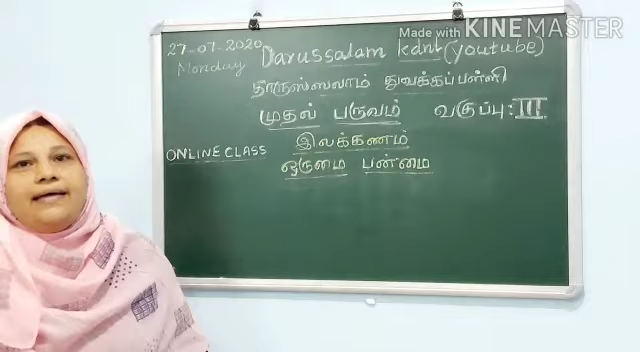 Made with KINEMASTER
27-07-2020 Darussalam kdnl (youtube)
Monday
தாருஸ்ஸலாம் துவக்கப்பள்ளி
முதல் பருவம் வகுப்பு: III
ONLINE CLASS இலக்கணம்
ஒருமை பன்மை